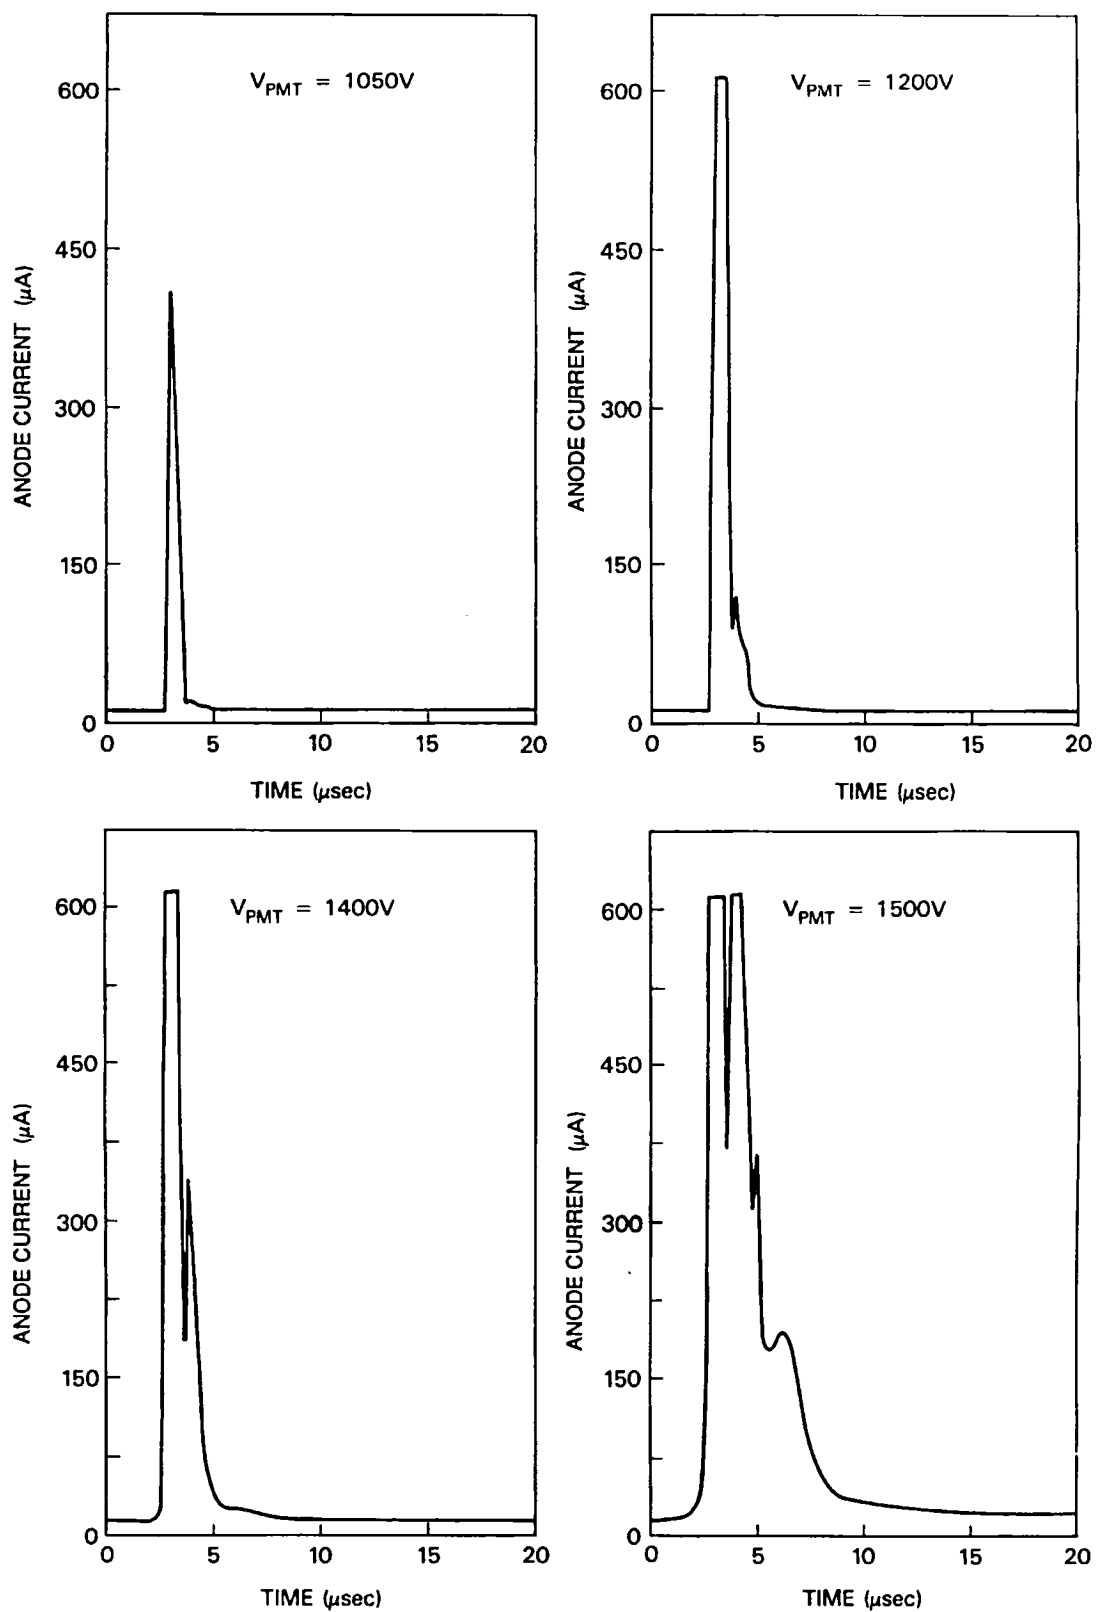 V_PMT = 1050V
600
450
300
150
0
ANODE CURRENT (μA)
0 5 10 15 20
TIME (μsec)
V_PMT = 1200V
600
450
300
150
0
ANODE CURRENT (μA)
0 5 10 15 20
TIME (μsec)
V_PMT = 1400V
600
450
300
150
0
ANODE CURRENT (μA)
0 5 10 15 20
TIME (μsec)
V_PMT = 1500V
600
450
300
150
0
ANODE CURRENT (μA)
0 5 10 15 20
TIME (μsec)